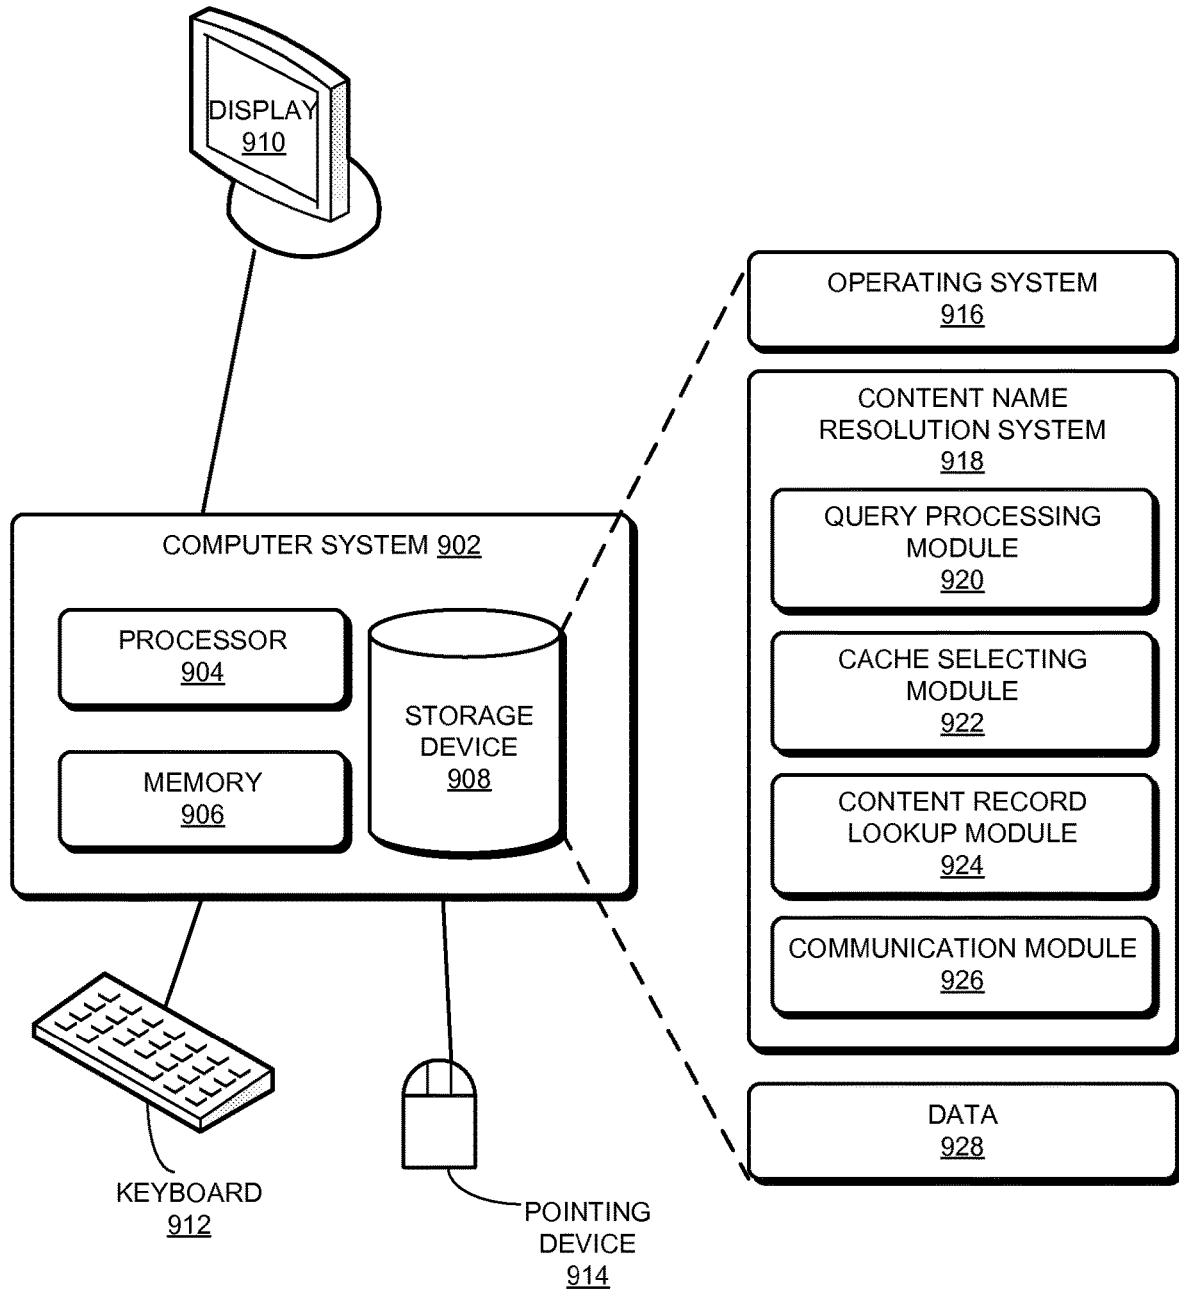 DISPLAY
910
OPERATING SYSTEM
916
CONTENT NAME
RESOLUTION SYSTEM
918
QUERY PROCESSING
MODULE
920
CACHE SELECTING
MODULE
922
CONTENT RECORD
LOOKUP MODULE
924
COMMUNICATION MODULE
926
DATA
928
COMPUTER SYSTEM 902
PROCESSOR
904
MEMORY
906
STORAGE
DEVICE
908
KEYBOARD
912
POINTING
DEVICE
914